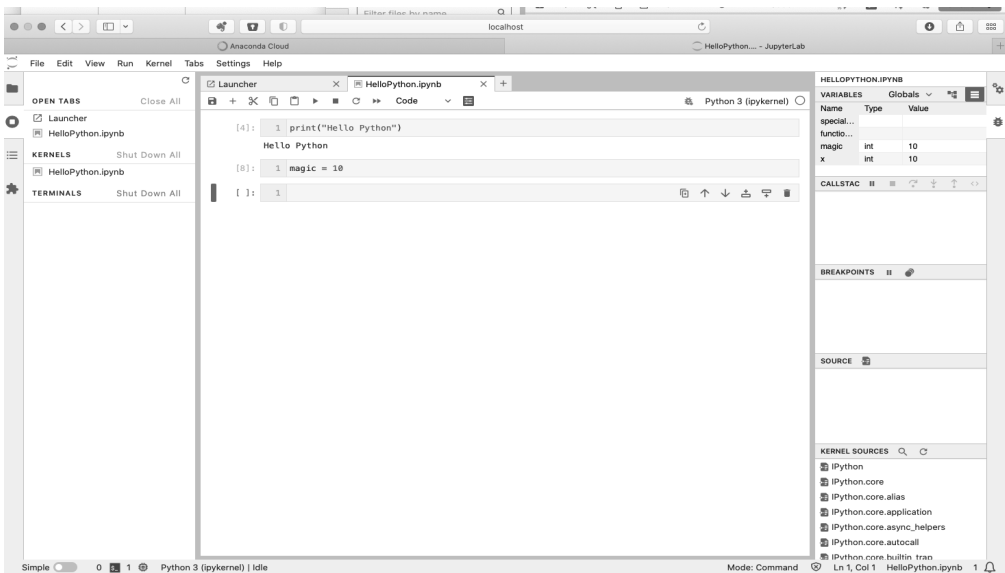 Filter files by name
localhost
Anaconda Cloud
HelloPython.... - JupyterLab
File Edit View Run Kernel Tabs Settings Help
OPEN TABS Close All
Launcher
HelloPython.ipynb
KERNELS Shut Down All
HelloPython.ipynb
TERMINALS Shut Down All
Launcher
HelloPython.ipynb
Code
Python 3 (ipykernel)
[4]: 1 print("Hello Python")
Hello Python
[8]: 1 magic = 10
[ ]: 1
HELLOPYTHON.IPYNB
VARIABLES Globals
Name Type Value
special...
functio...
magic int 10
x int 10
CALLSTAC
BREAKPOINTS
SOURCE
KERNEL SOURCES
IPython
IPython.core
IPython.core.alias
IPython.core.application
IPython.core.async_helpers
IPython.core.autocall
IPython.core.builtin_trap
Simple 0 1 Python 3 (ipykernel) | Idle Mode: Command Ln 1, Col 1 HelloPython.ipynb 1